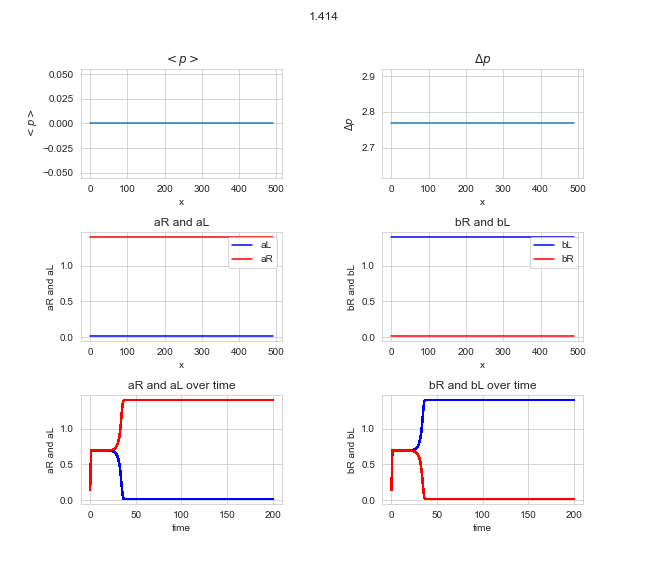 1.414
< p >
0.050
0.025
0.000
−0.025
−0.050
< p >
0 100 200 300 400 500
x
Δp
2.9
2.8
2.7
Δp
0 100 200 300 400 500
x
aR and aL
1.0
0.5
0.0
aR and aL
aL
aR
0 100 200 300 400 500
x
bR and bL
1.0
0.5
0.0
bR and bL
bL
bR
0 100 200 300 400 500
x
aR and aL over time
1.0
0.5
0.0
aR and aL
0 50 100 150 200
time
bR and bL over time
1.0
0.5
0.0
bR and bL
0 50 100 150 200
time